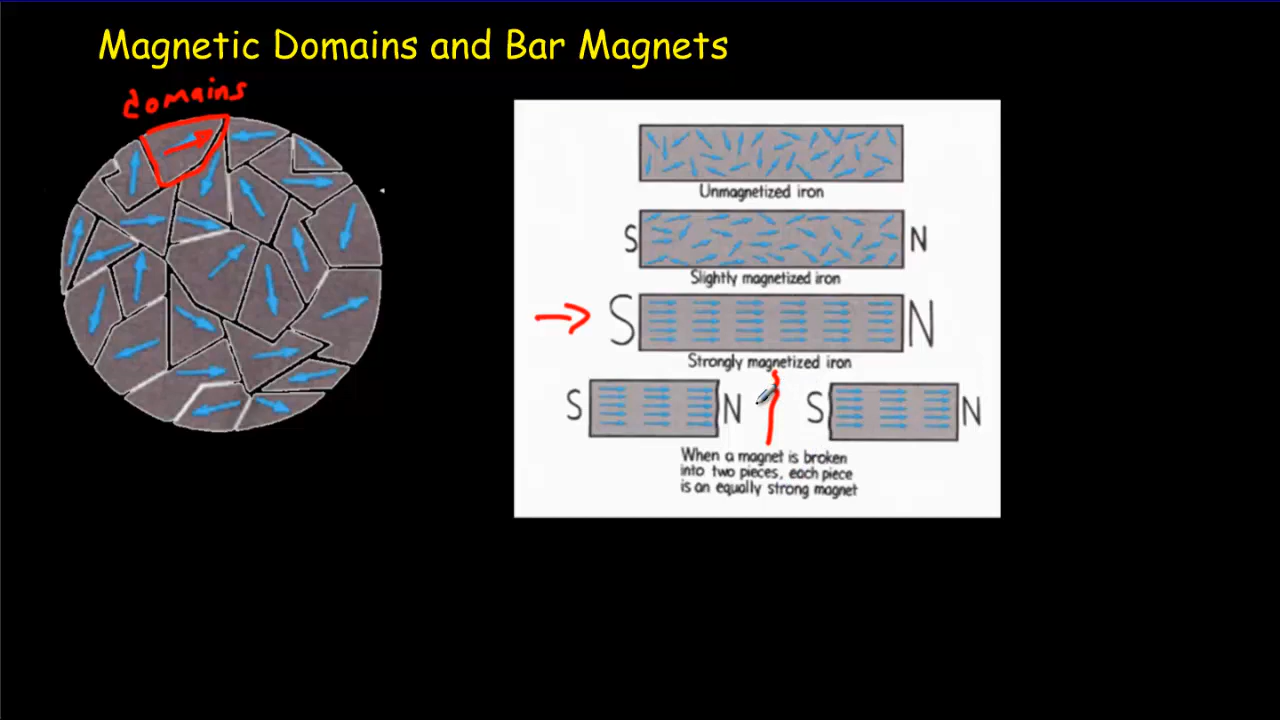 Magnetic Domains and Bar Magnets
domains
Unmagnetized iron
S N
Slightly magnetized iron
S N
Strongly magnetized iron
S N S N
When a magnet is broken
into two pieces, each piece
is an equally strong magnet